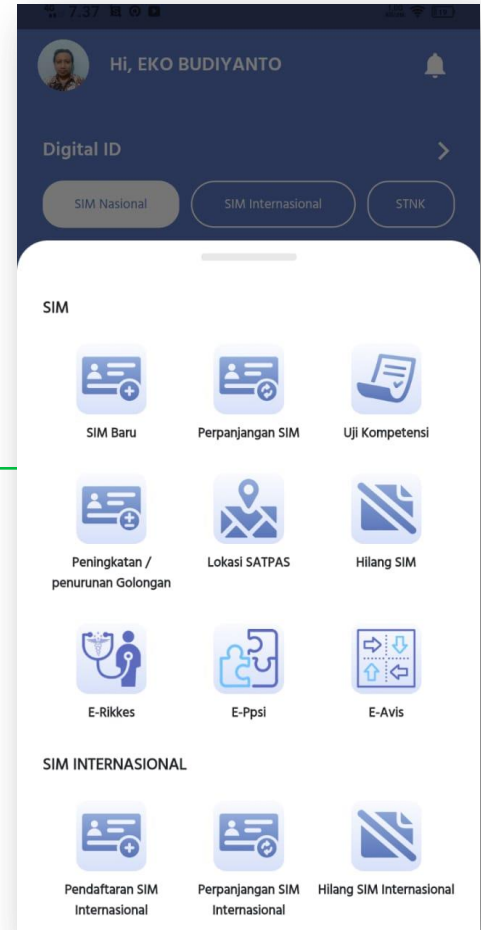 7.37
Hi, EKO BUDIYANTO
Digital ID
SIM Nasional
SIM Internasional
STNK
SIM
SIM Baru
Perpanjangan SIM
Uji Kompetensi
Peningkatan /
penurunan Golongan
Lokasi SATPAS
Hilang SIM
E-Rikkes
E-Ppsi
E-Avis
SIM INTERNASIONAL
Pendaftaran SIM
Internasional
Perpanjangan SIM
Internasional
Hilang SIM Internasional